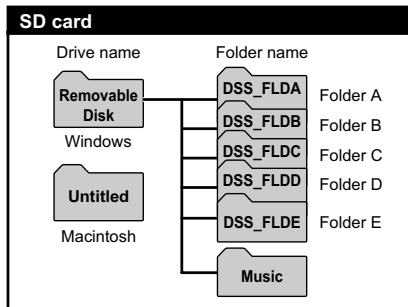 SD card
Drive name
Folder name
Removable
Disk
Windows
Untitled
Macintosh
DSS_FLDA
Folder A
DSS_FLDB
Folder B
DSS_FLDC
Folder C
DSS_FLDD
Folder D
DSS_FLDE
Folder E
Music